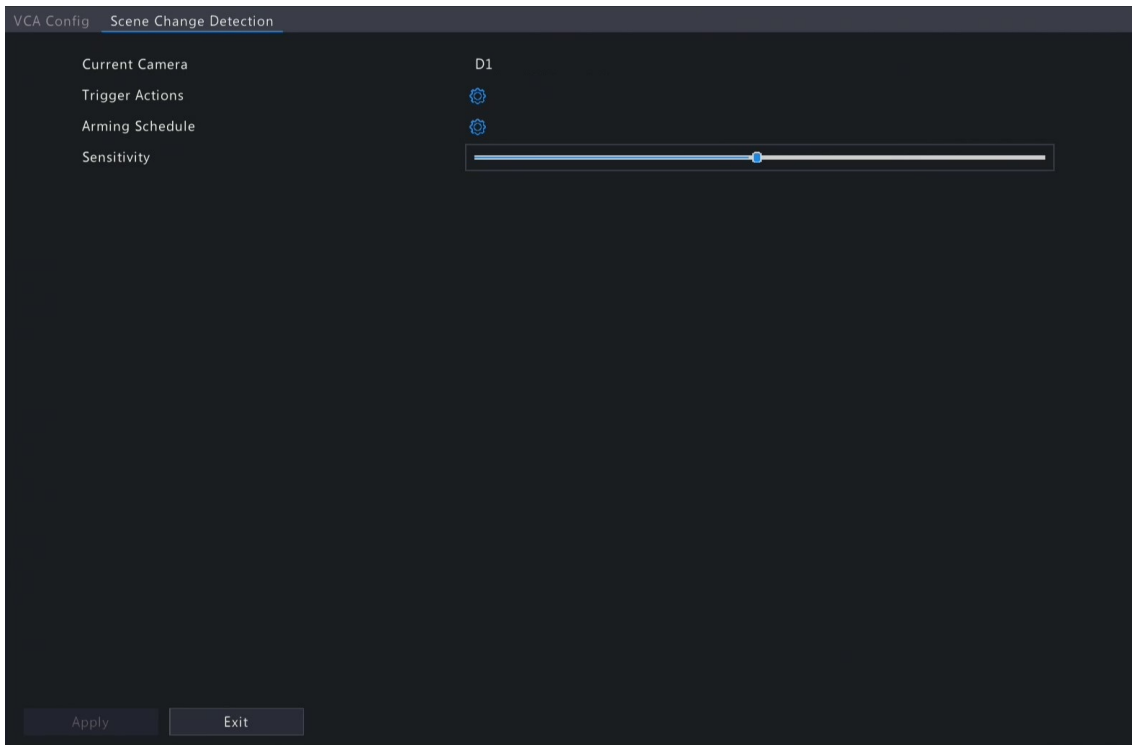 VCA Config Scene Change Detection
Current Camera D1
Trigger Actions
Arming Schedule
Sensitivity
Apply Exit